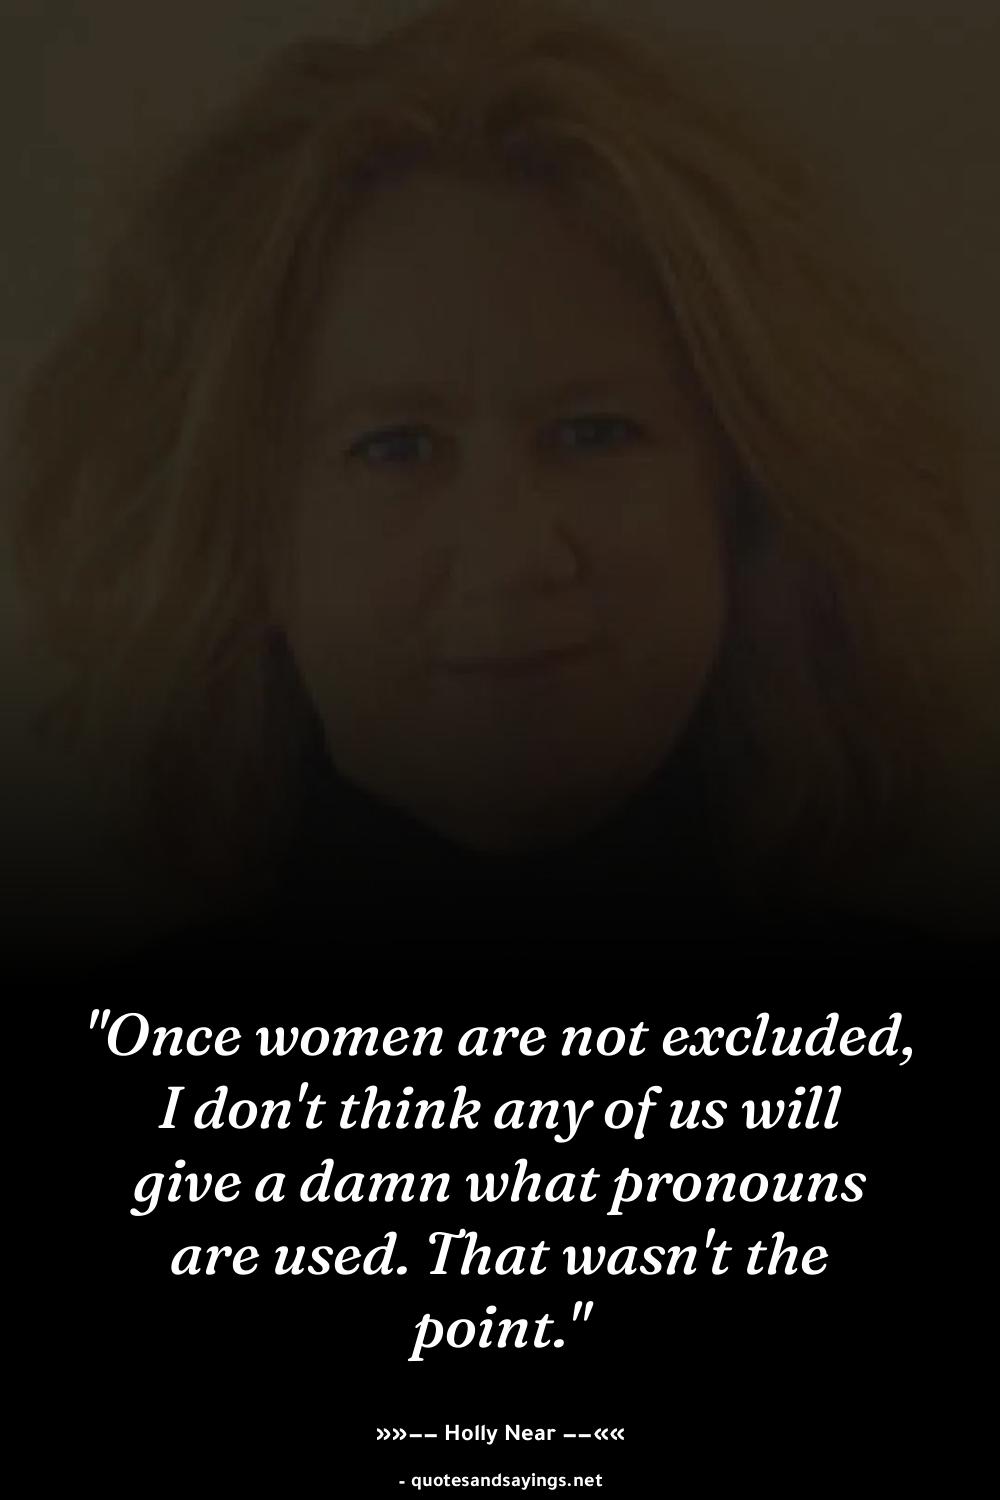 "Once women are not excluded,
I don't think any of us will
give a damn what pronouns
are used. That wasn't the
point."
»»—— Holly Near ——««
- quotesandsayings.net